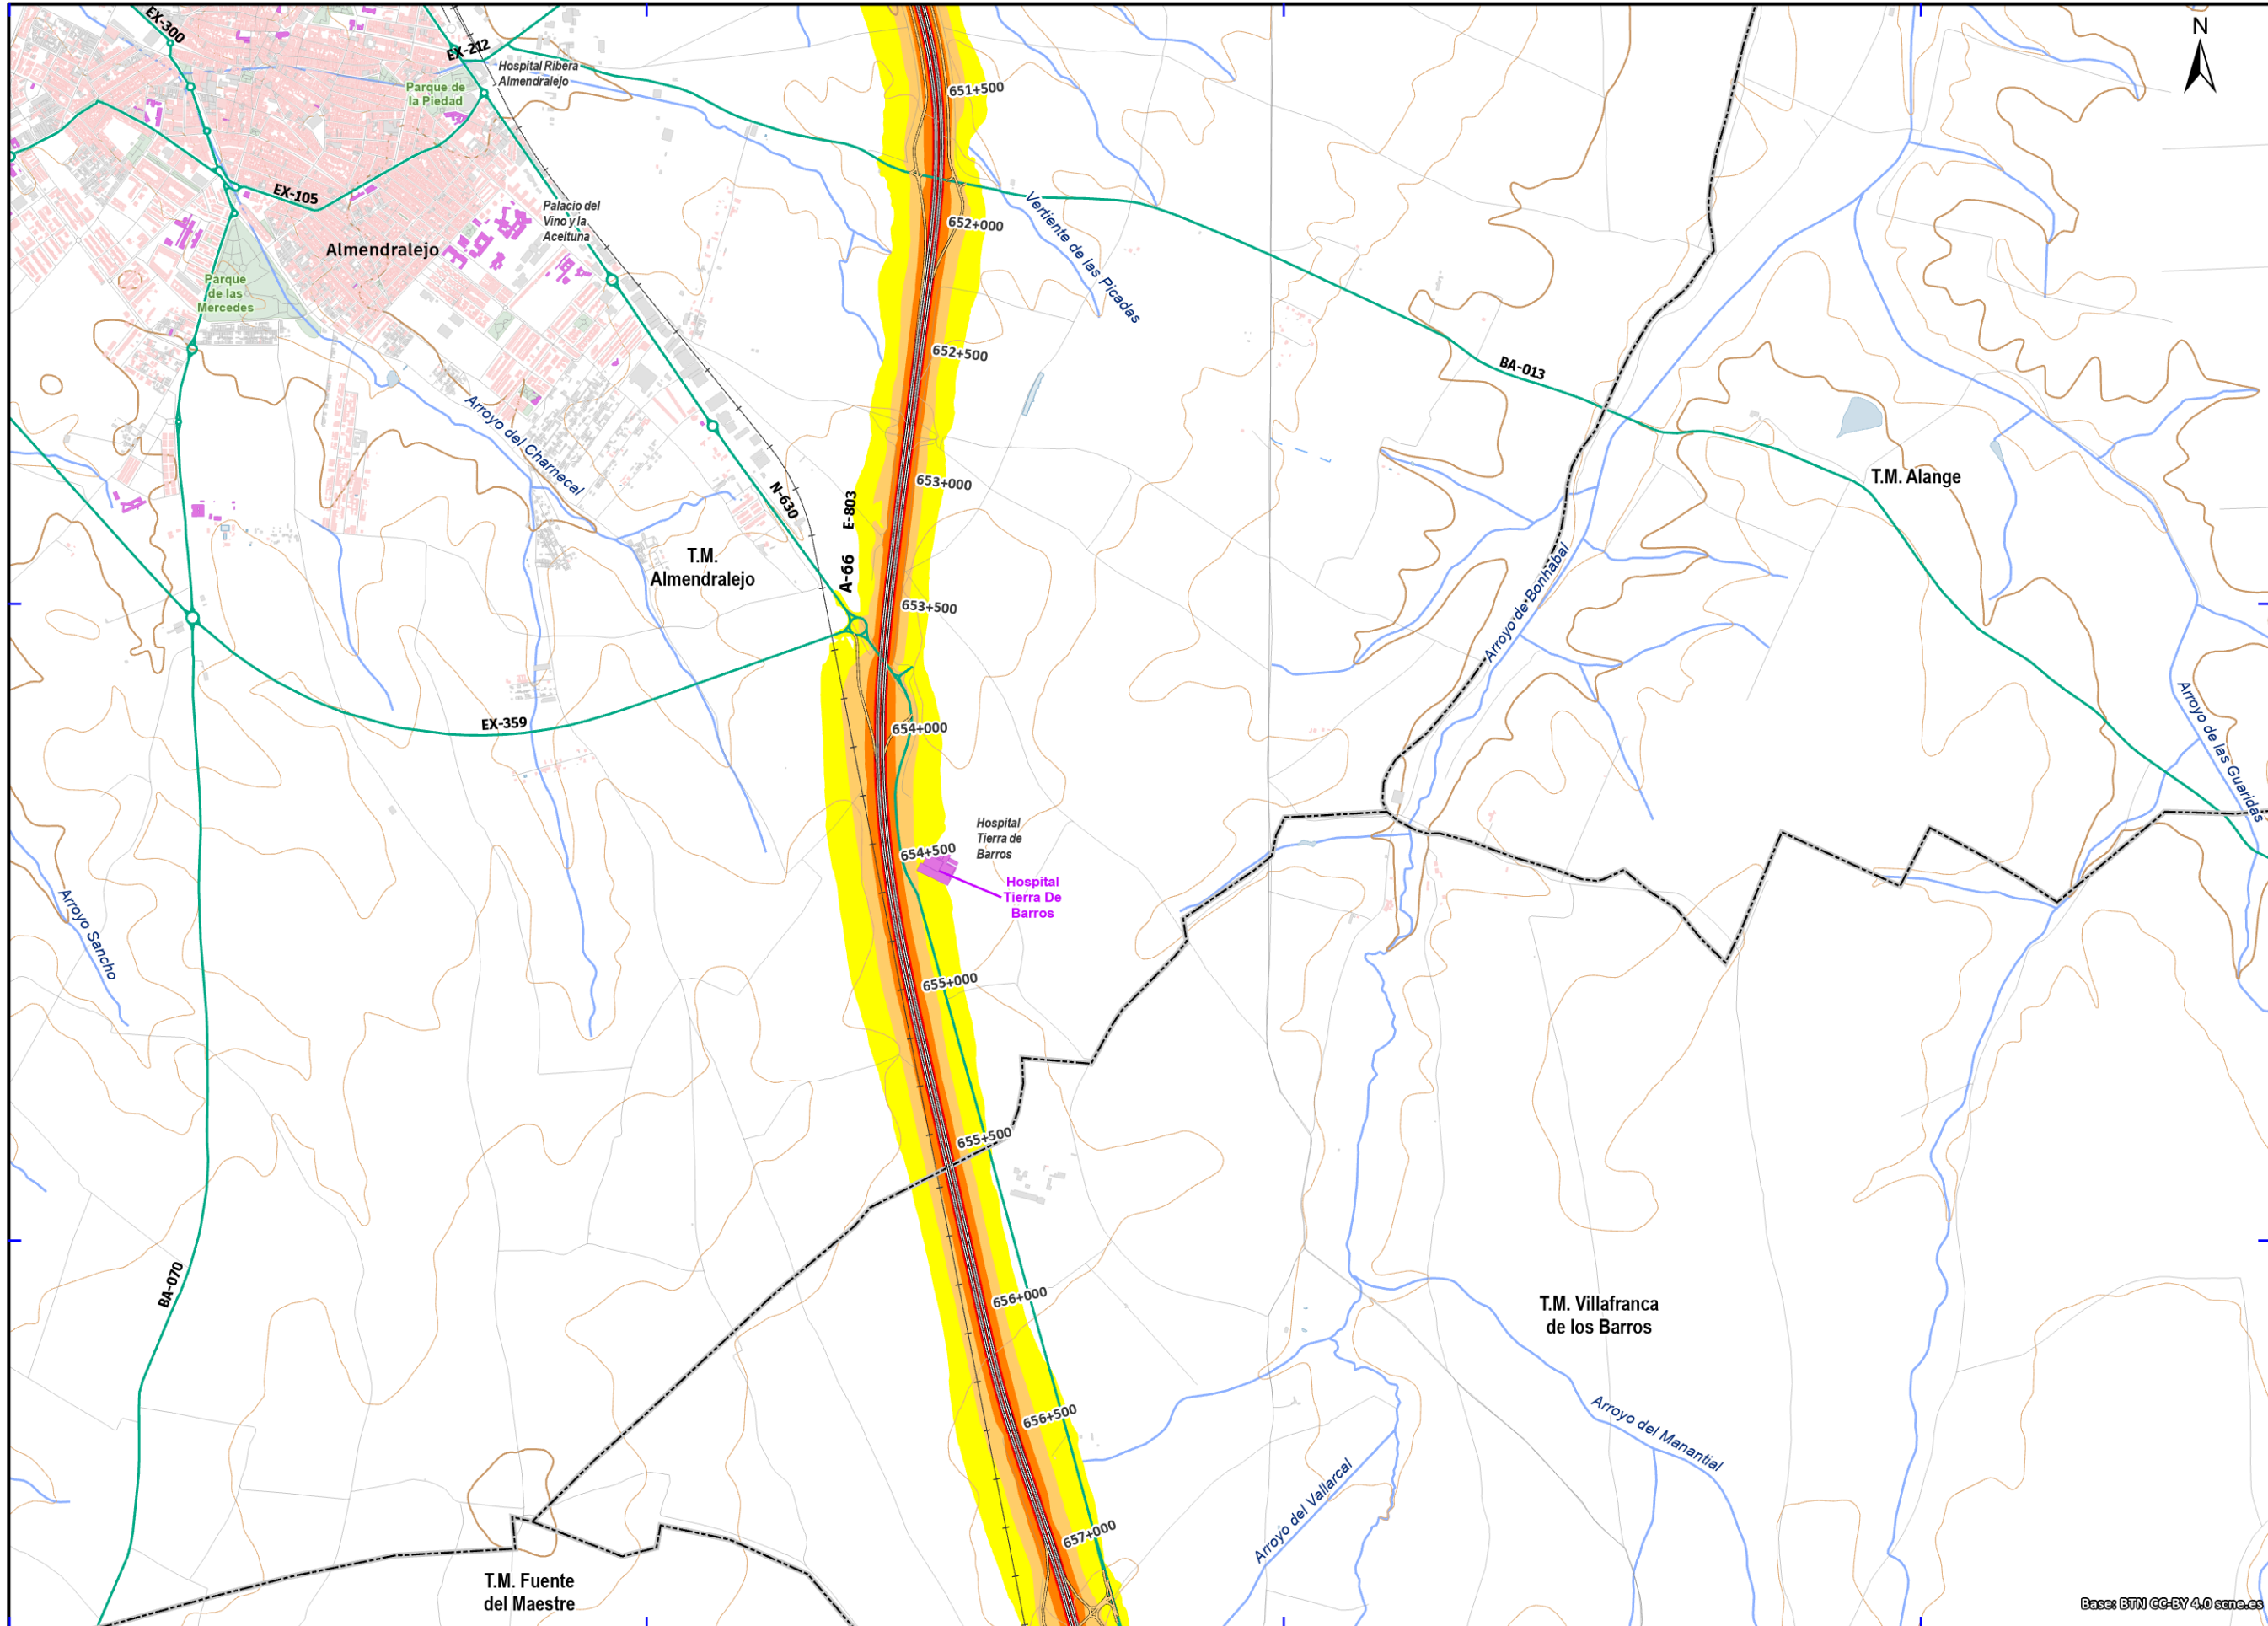 EX-300
EX-212
N
Hospital Ribera
Almendralejo
Parque de
la Piedad
651+500
EX-105
Palacio del
Vino y la
Aceituna
Almendralejo
Vertiente de las Picadas
652+000
Parque
de las
Mercedes
652+500
BA-013
Arroyo del Charnecal
653+000
T.M. Alange
N-630
E-803
A-66
T.M.
Almendralejo
653+500
Arroyo de Bonhabal
EX-359
654+000
Arroyo de las Guaridas
Hospital
Tierra de
Barros
654+500
Hospital
Tierra De
Barros
Arroyo Sancho
655+000
655+500
BA-070
656+000
T.M. Villafranca
de los Barros
656+500
Arroyo del Manantial
Arroyo del Vallarcal
657+000
T.M. Fuente
del Maestre
Base: BTN CC-BY 4.0 scne.es